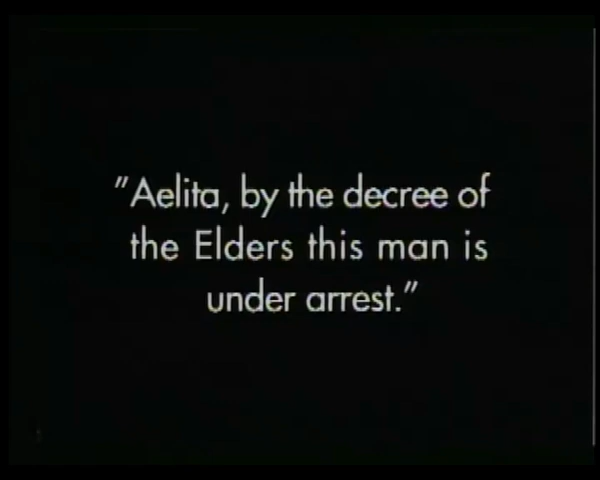 "Aelita, by the decree of
the Elders this man is
under arrest."